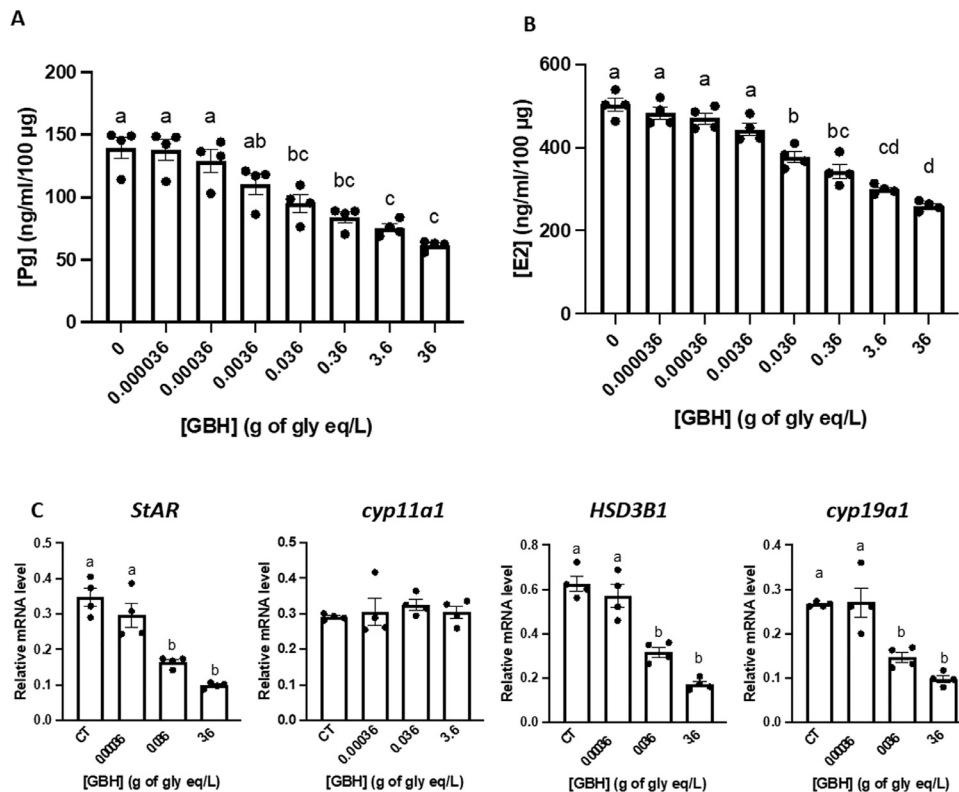 A
[Pg] (ng/ml/100 µg)
200
150
100
50
0
a
a
a
ab
bc
bc
c
c
0
0.000036
0.00036
0.0036
0.036
0.36
3.6
36
[GBH] (g of gly eq/L)
B
[E2] (ng/ml/100 µg)
600
400
200
0
a
a
a
a
b
bc
cd
d
0
0.000036
0.00036
0.0036
0.036
0.36
3.6
36
[GBH] (g of gly eq/L)
C
StAR
Relative mRNA level
0.5
0.4
0.3
0.2
0.1
0.0
a
a
b
b
CT
0.00036
0.036
3.6
[GBH] (g of gly eq/L)
cyp11a1
Relative mRNA level
0.5
0.4
0.3
0.2
0.1
0.0
CT
0.00036
0.036
3.6
[GBH] (g of gly eq/L)
HSD3B1
Relative mRNA level
0.8
0.6
0.4
0.2
0.0
a
a
b
b
CT
0.00036
0.036
3.6
[GBH] (g of gly eq/L)
cyp19a1
Relative mRNA level
0.4
0.3
0.2
0.1
0.0
a
a
b
b
CT
0.00036
0.036
3.6
[GBH] (g of gly eq/L)